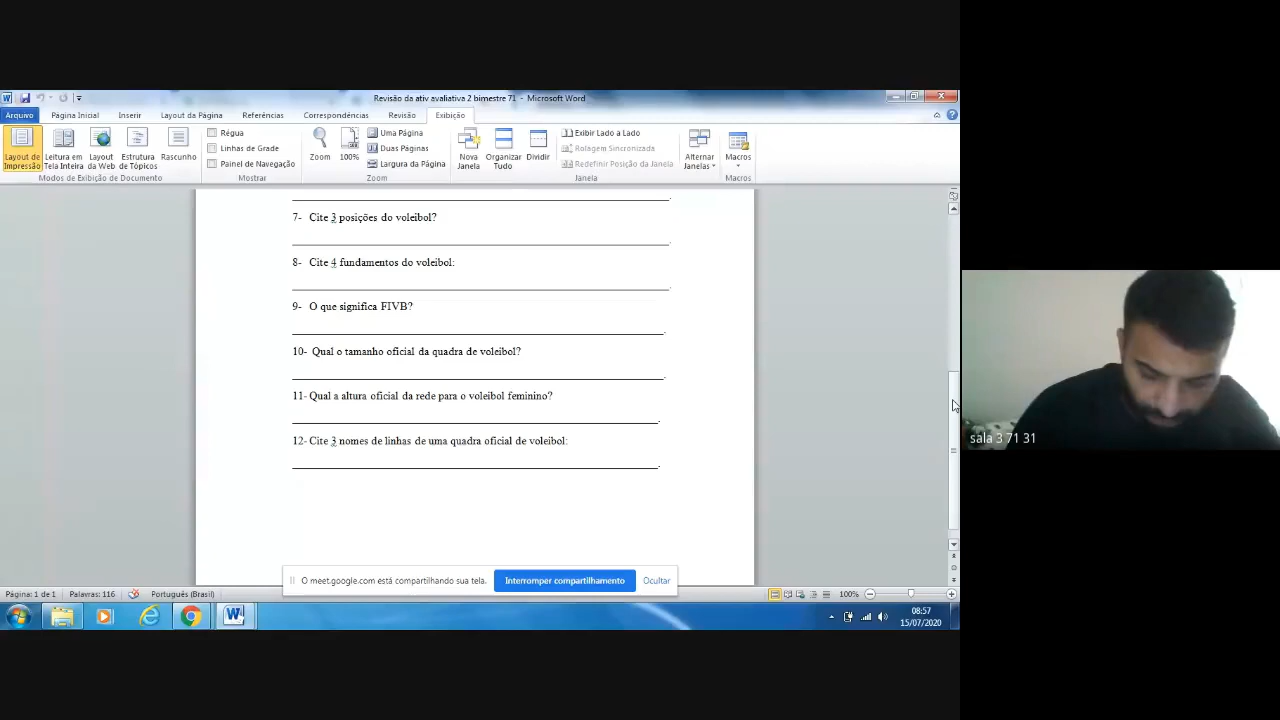 Revisão da ativ avaliativa 2 bimestre 71 - Microsoft Word
Arquivo Página Inicial Inserir Layout da Página Referências Correspondências Revisão Exibição
Layout de Impressão
Leitura em Tela Inteira
Layout da Web
Estrutura de Tópicos
Rascunho
Modos de Exibição de Documento
Régua
Linhas de Grade
Painel de Navegação
Mostrar
Zoom
100%
Uma Página
Duas Páginas
Largura da Página
Zoom
Nova Janela
Organizar Tudo
Dividir
Exibir Lado a Lado
Rolagem Sincronizada
Redefinir Posição da Janela
Janela
Alternar Janelas
Macros
Macros
7- Cite 3 posições do voleibol?
8- Cite 4 fundamentos do voleibol:
9- O que significa FIVB?
10- Qual o tamanho oficial da quadra de voleibol?
11- Qual a altura oficial da rede para o voleibol feminino?
12- Cite 3 nomes de linhas de uma quadra oficial de voleibol:
O meet.google.com está compartilhando sua tela. Interromper compartilhamento Ocultar
Página: 1 de 1 Palavras: 116 Português (Brasil) 100%
08:57
15/07/2020
sala 3 71 31